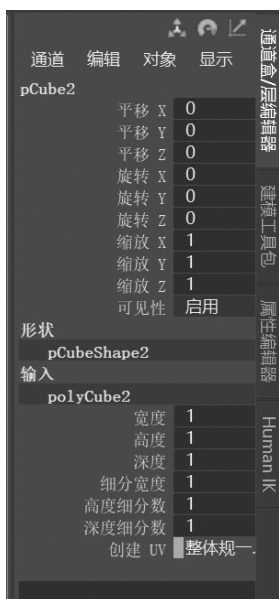 通道 编辑 对象 显示
pCube2
平移 X 0
平移 Y 0
平移 Z 0
旋转 X 0
旋转 Y 0
旋转 Z 0
缩放 X 1
缩放 Y 1
缩放 Z 1
可见性 启用
形状
pCubeShape2
输入
polyCube2
宽度 1
高度 1
深度 1
细分宽度 1
高度细分数 1
深度细分数 1
创建 UV 整体规一.
通道盒/层编辑器
建模工具包
属性编辑器
Human IK